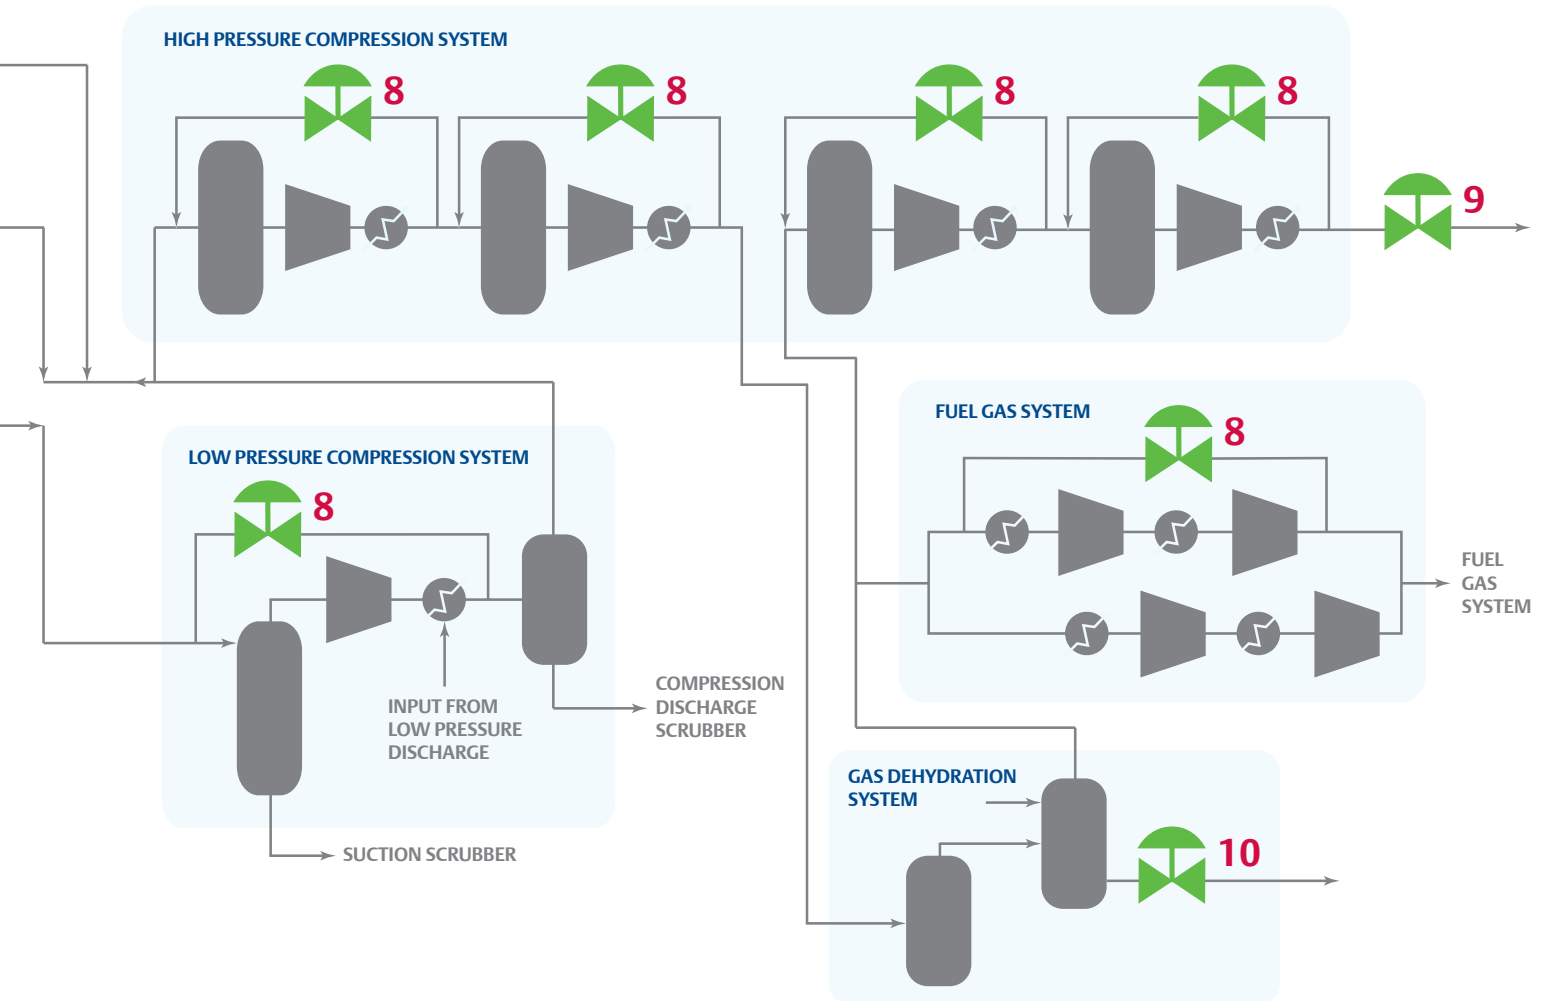 HIGH PRESSURE COMPRESSION SYSTEM
8
8
8
8
9
FUEL GAS SYSTEM
8
LOW PRESSURE COMPRESSION SYSTEM
8
FUEL
GAS
SYSTEM
COMPRESSION
DISCHARGE
SCRUBBER
INPUT FROM
LOW PRESSURE
DISCHARGE
GAS DEHYDRATION
SYSTEM
10
SUCTION SCRUBBER